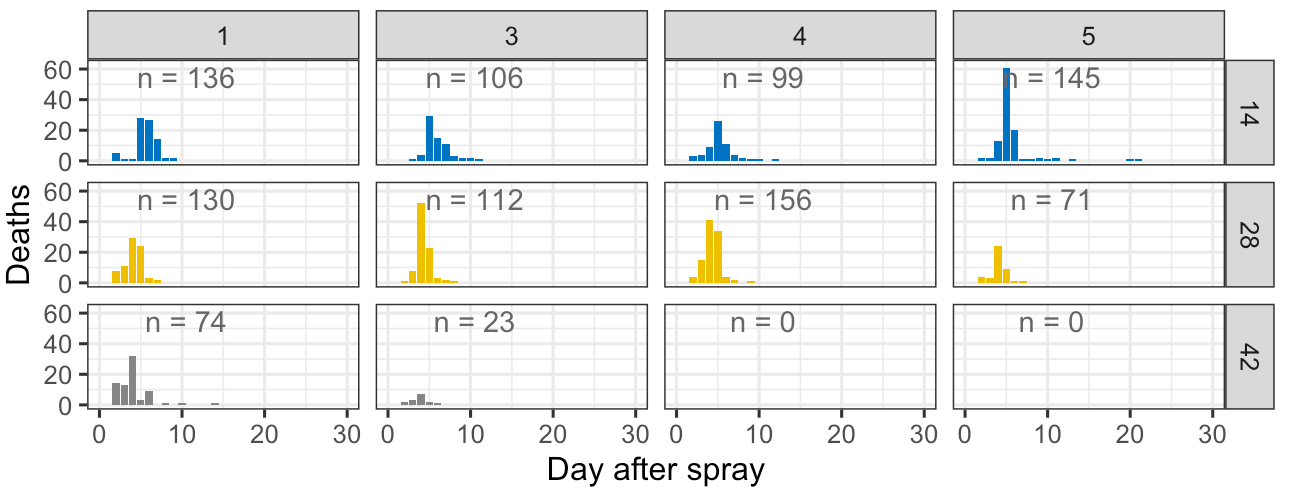 1 3 4 5
60 n = 136 n = 106 n = 99 n = 145
40
20
0
14
60 n = 130 n = 112 n = 156 n = 71
40
20
0
28
60 n = 74 n = 23 n = 0 n = 0
40
20
0
42
Deaths
0 10 20 30 0 10 20 30 0 10 20 30 0 10 20 30
Day after spray